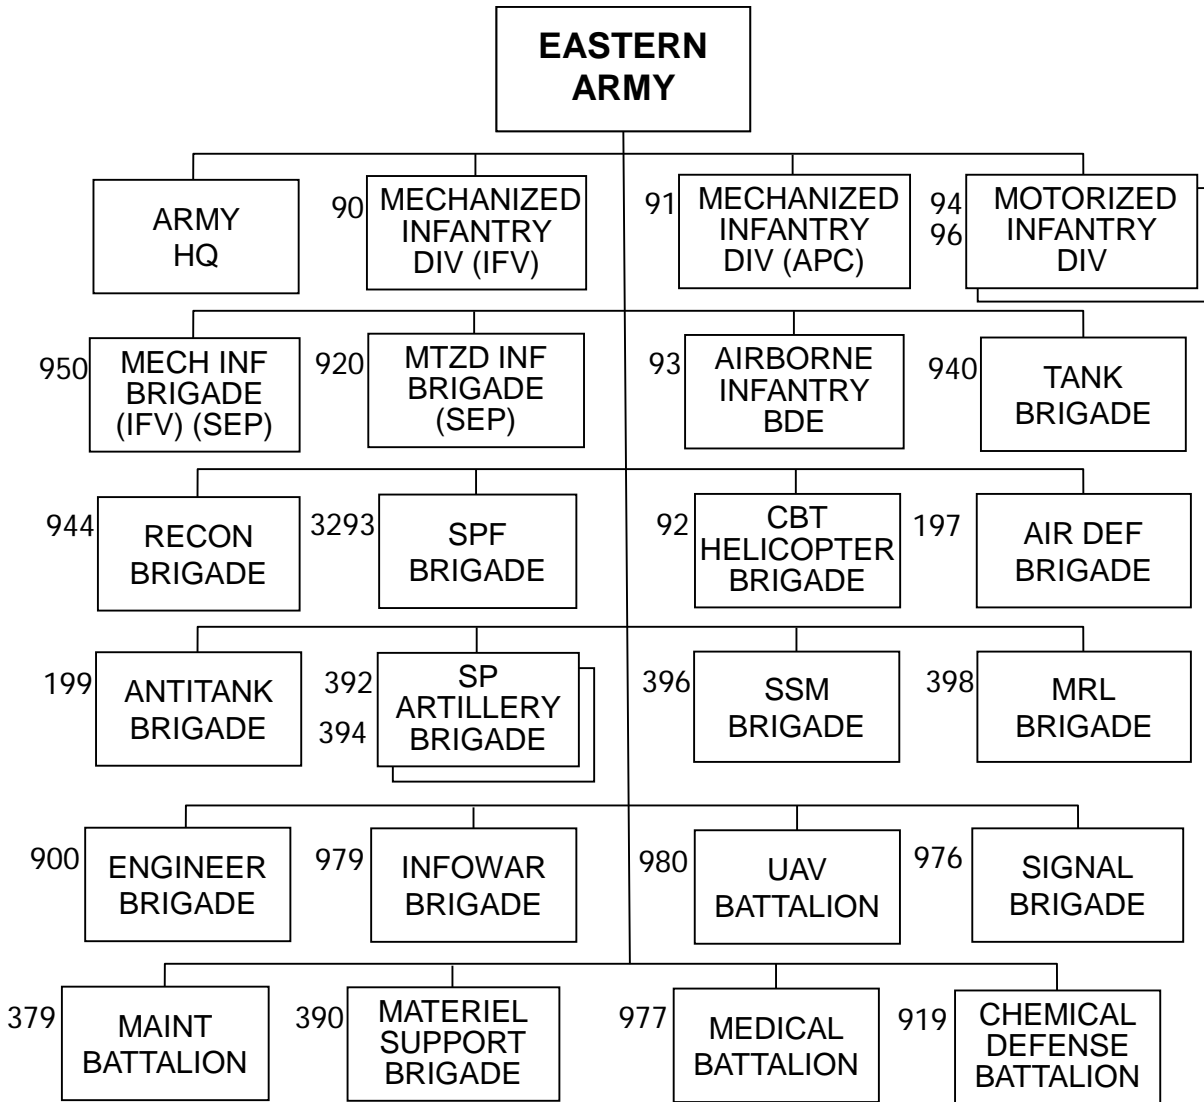 EASTERN
ARMY
ARMY
HQ
90
MECHANIZED
INFANTRY
DIV (IFV)
91
MECHANIZED
INFANTRY
DIV (APC)
94
96
MOTORIZED
INFANTRY
DIV
950
MECH INF
BRIGADE
(IFV) (SEP)
920
MTZD INF
BRIGADE
(SEP)
93
AIRBORNE
INFANTRY
BDE
940
TANK
BRIGADE
944
RECON
BRIGADE
3293
SPF
BRIGADE
92
CBT
HELICOPTER
BRIGADE
197
AIR DEF
BRIGADE
199
ANTITANK
BRIGADE
392
394
SP
ARTILLERY
BRIGADE
396
SSM
BRIGADE
398
MRL
BRIGADE
900
ENGINEER
BRIGADE
979
INFOWAR
BRIGADE
980
UAV
BATTALION
976
SIGNAL
BRIGADE
379
MAINT
BATTALION
390
MATERIEL
SUPPORT
BRIGADE
977
MEDICAL
BATTALION
919
CHEMICAL
DEFENSE
BATTALION